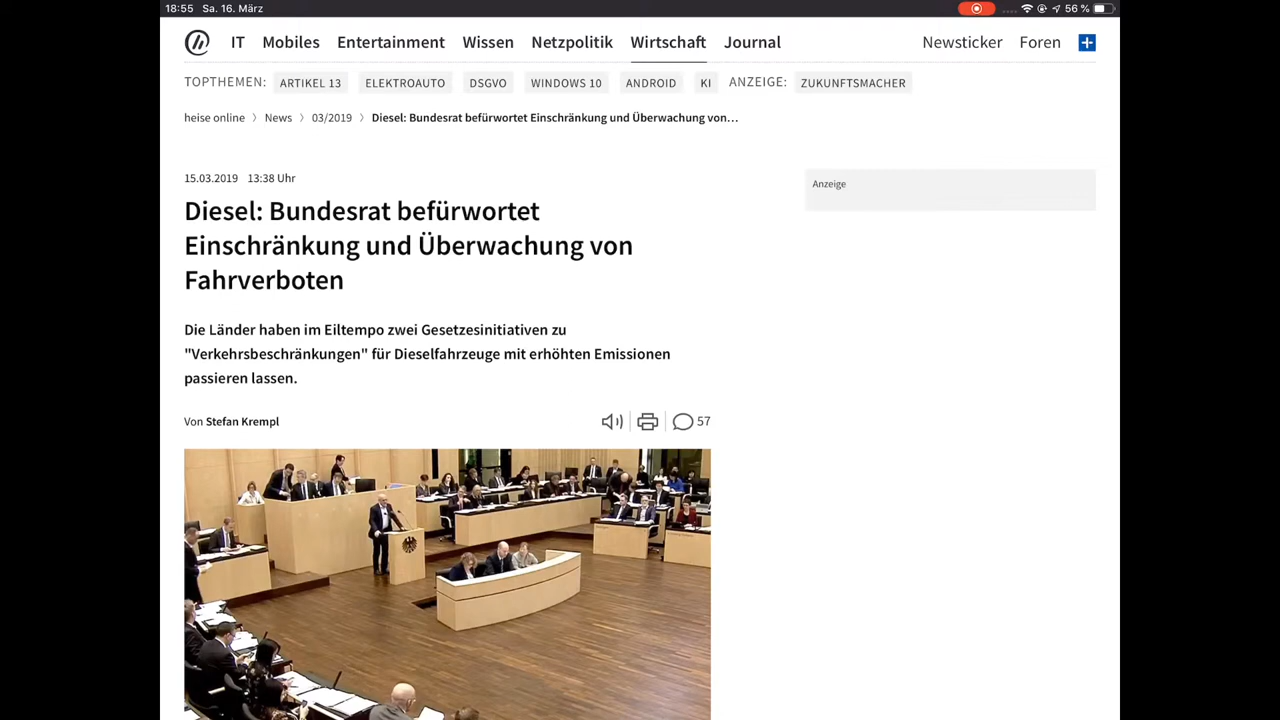 18:55 Sa. 16. März 56 %
IT Mobiles Entertainment Wissen Netzpolitik Wirtschaft Journal Newsticker Foren
TOPTHEMEN: ARTIKEL 13 ELEKTROAUTO DSGVO WINDOWS 10 ANDROID KI ANZEIGE: ZUKUNFTSMACHER
heise online > News > 03/2019 > Diesel: Bundesrat befürwortet Einschränkung und Überwachung von…
15.03.2019 13:38 Uhr
Anzeige
Diesel: Bundesrat befürwortet
Einschränkung und Überwachung von
Fahrverboten
Die Länder haben im Eiltempo zwei Gesetzesinitiativen zu
"Verkehrsbeschränkungen" für Dieselfahrzeuge mit erhöhten Emissionen
passieren lassen.
Von Stefan Krempl 57